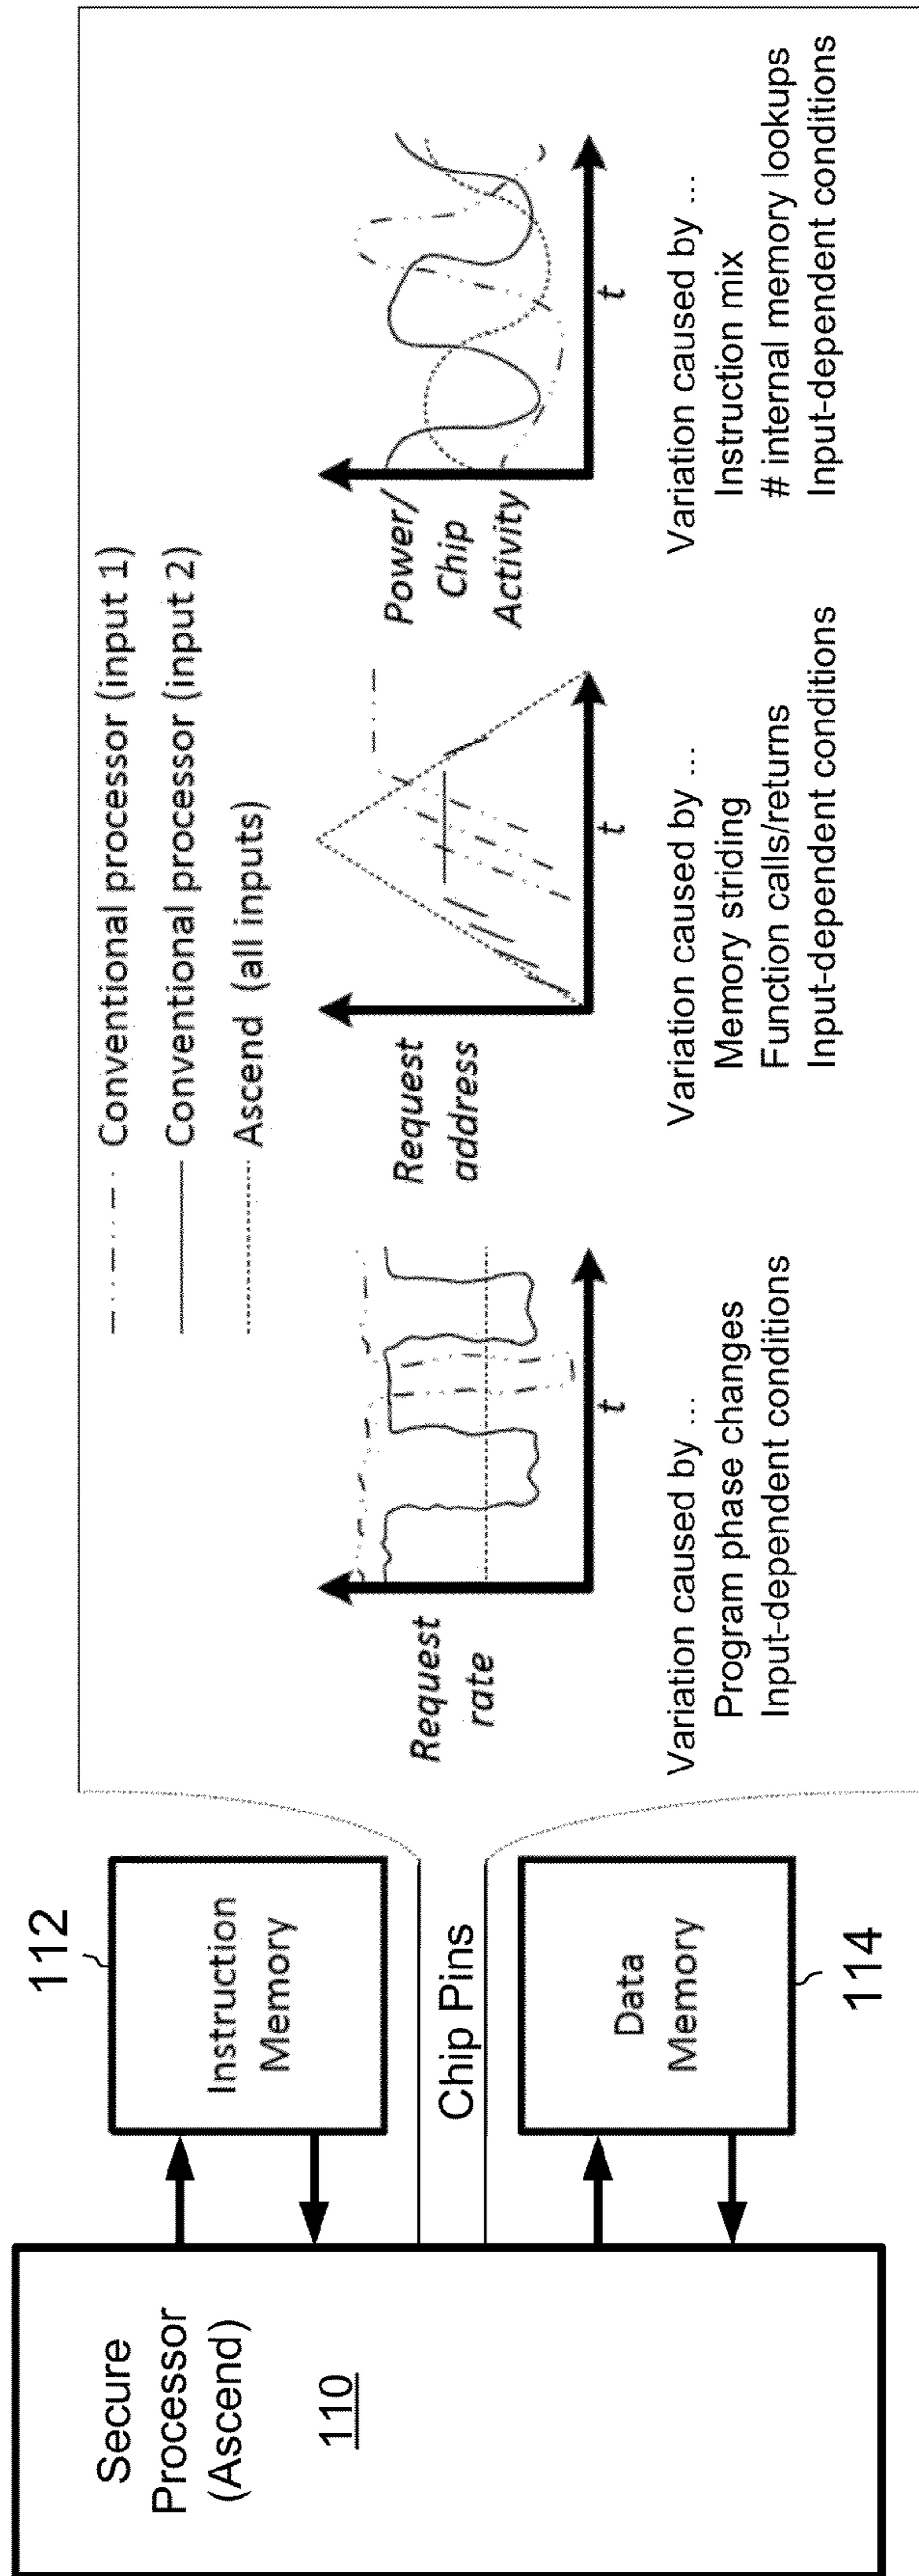 Secure
Processor
(Ascend)
110
112
Instruction
Memory
Chip Pins
Data
Memory
114
Conventional processor (input 1)
Conventional processor (input 2)
Ascend (all inputs)
Request
rate
t
Variation caused by ...
Program phase changes
Input-dependent conditions
Request
address
t
Variation caused by ...
Memory striding
Function calls/returns
Input-dependent conditions
Power/
Chip
Activity
t
Variation caused by ...
Instruction mix
# internal memory lookups
Input-dependent conditions